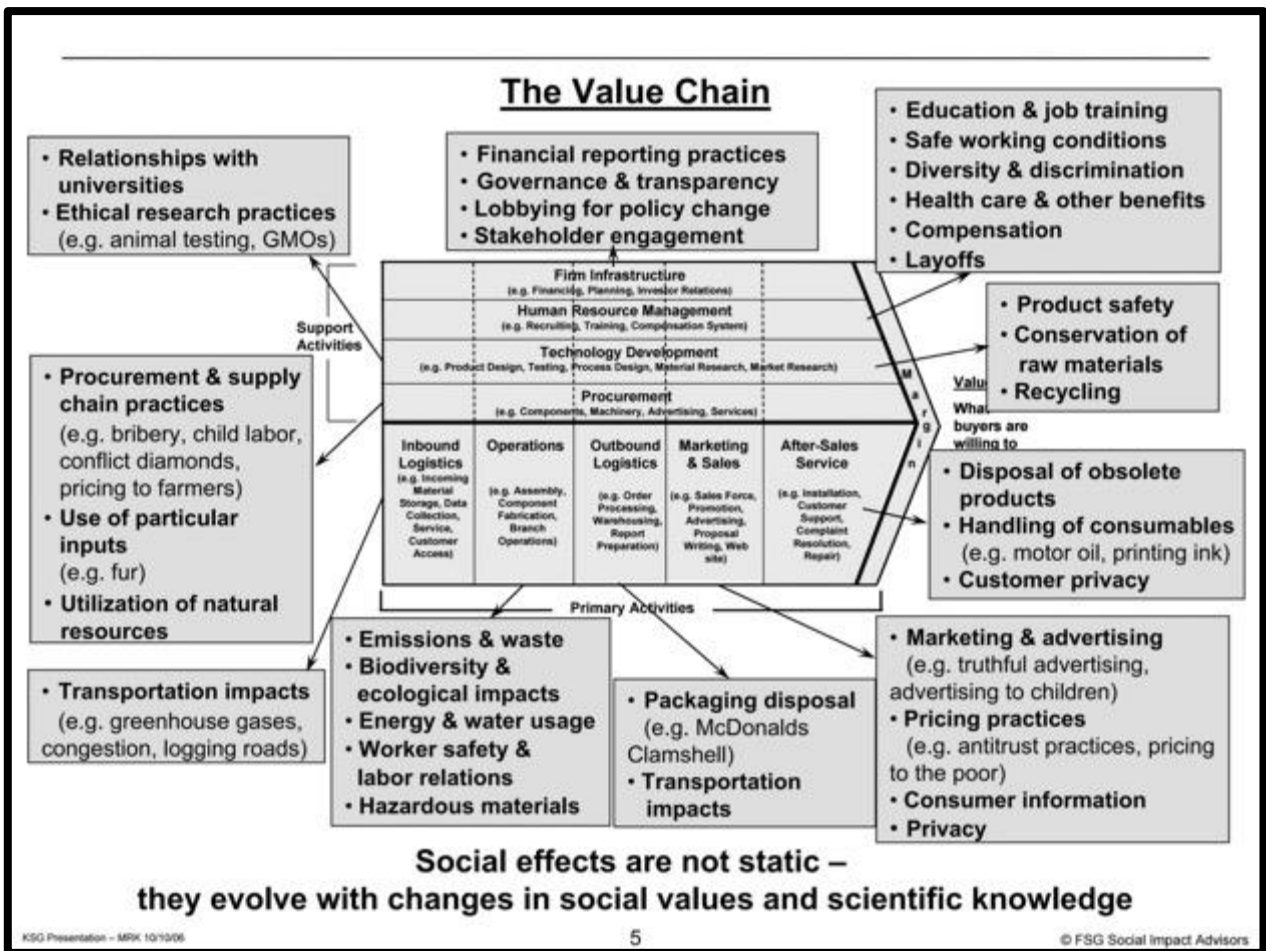 The Value Chain
• Relationships with
universities
• Ethical research practices
(e.g. animal testing, GMOs)
• Financial reporting practices
• Governance & transparency
• Lobbying for policy change
• Stakeholder engagement
• Education & job training
• Safe working conditions
• Diversity & discrimination
• Health care & other benefits
• Compensation
• Layoffs
Support
Activities
Firm Infrastructure
(e.g. Financing, Planning, Investor Relations)
Human Resource Management
(e.g. Recruiting, Training, Compensation System)
Technology Development
(e.g. Product Design, Testing, Process Design, Material Research, Market Research)
Procurement
(e.g. Components, Machinery, Advertising, Services)
Margin
• Product safety
• Conservation of
raw materials
• Recycling
Value
What
buyers are
willing to
• Procurement & supply
chain practices
(e.g. bribery, child labor,
conflict diamonds,
pricing to farmers)
• Use of particular
inputs
(e.g. fur)
• Utilization of natural
resources
Inbound
Logistics
(e.g. Incoming
Material
Storage, Data
Collection,
Service,
Customer
Access)
Operations
(e.g. Assembly,
Component
Fabrication,
Branch
Operations)
Outbound
Logistics
(e.g. Order
Processing,
Warehousing,
Report
Preparation)
Marketing
& Sales
(e.g. Sales Force,
Promotion,
Advertising,
Proposal
Writing, Web
site)
After-Sales
Service
(e.g. Installation,
Customer
Support,
Complaint
Resolution,
Repair)
• Disposal of obsolete
products
• Handling of consumables
(e.g. motor oil, printing ink)
• Customer privacy
Primary Activities
• Transportation impacts
(e.g. greenhouse gases,
congestion, logging roads)
• Emissions & waste
• Biodiversity &
ecological impacts
• Energy & water usage
• Worker safety &
labor relations
• Hazardous materials
• Packaging disposal
(e.g. McDonalds
Clamshell)
• Transportation
impacts
• Marketing & advertising
(e.g. truthful advertising,
advertising to children)
• Pricing practices
(e.g. antitrust practices, pricing
to the poor)
• Consumer information
• Privacy
Social effects are not static –
they evolve with changes in social values and scientific knowledge
KSG Presentation – MRK 10/10/06
5
© FSG Social Impact Advisors